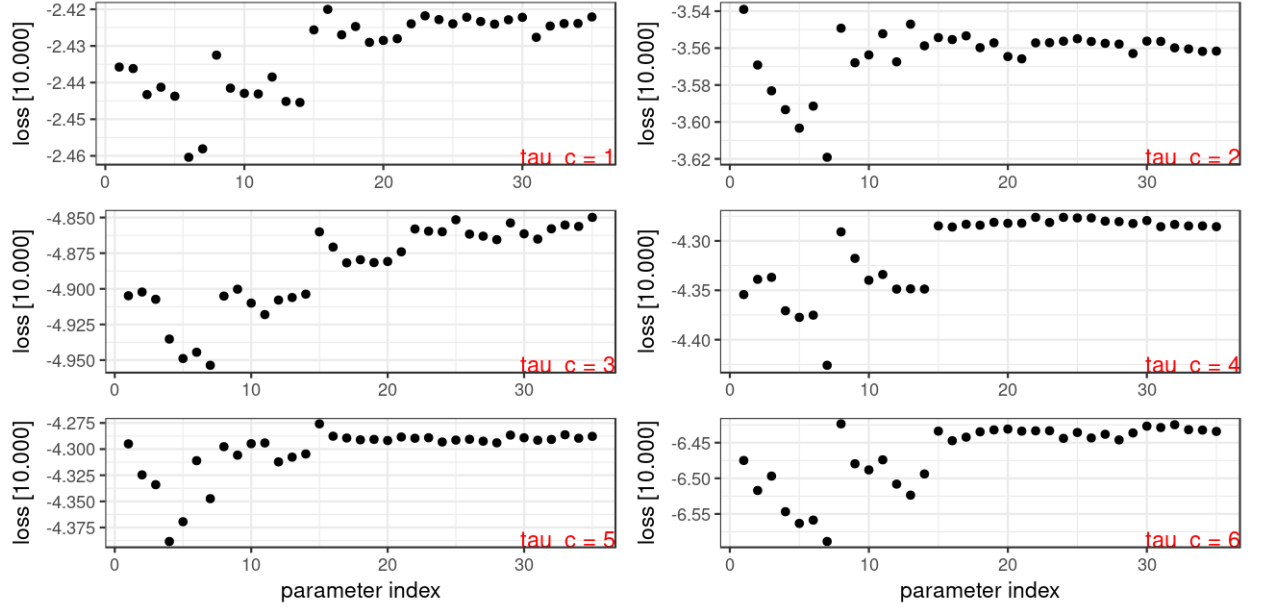 loss [10.000]
-2.42
-2.43
-2.44
-2.45
-2.46
0 10 20 30
tau_c = 1
loss [10.000]
-3.54
-3.56
-3.58
-3.60
-3.62
0 10 20 30
tau_c = 2
loss [10.000]
-4.850
-4.875
-4.900
-4.925
-4.950
0 10 20 30
tau_c = 3
loss [10.000]
-4.30
-4.35
-4.40
0 10 20 30
tau_c = 4
loss [10.000]
-4.275
-4.300
-4.325
-4.350
-4.375
0 10 20 30
tau_c = 5
parameter index
loss [10.000]
-6.45
-6.50
-6.55
0 10 20 30
tau_c = 6
parameter index